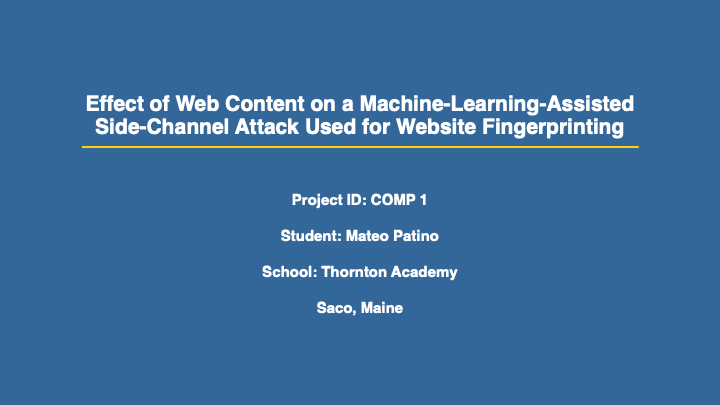 Effect of Web Content on a Machine-Learning-Assisted
Side-Channel Attack Used for Website Fingerprinting
Project ID: COMP 1
Student: Mateo Patino
School: Thornton Academy
Saco, Maine